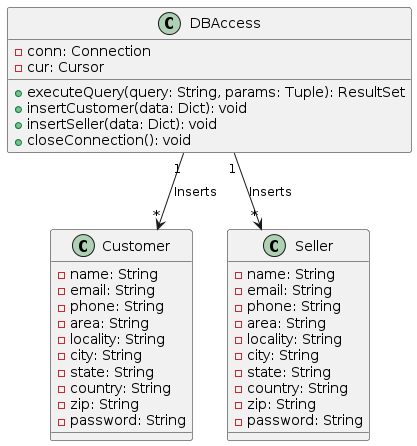 C DBAccess
conn: Connection
cur: Cursor
executeQuery(query: String, params: Tuple): ResultSet
insertCustomer(data: Dict): void
insertSeller(data: Dict): void
closeConnection(): void
1
1
Inserts
Inserts
*
*
C Customer
name: String
email: String
phone: String
area: String
locality: String
city: String
state: String
country: String
zip: String
password: String
C Seller
name: String
email: String
phone: String
area: String
locality: String
city: String
state: String
country: String
zip: String
password: String